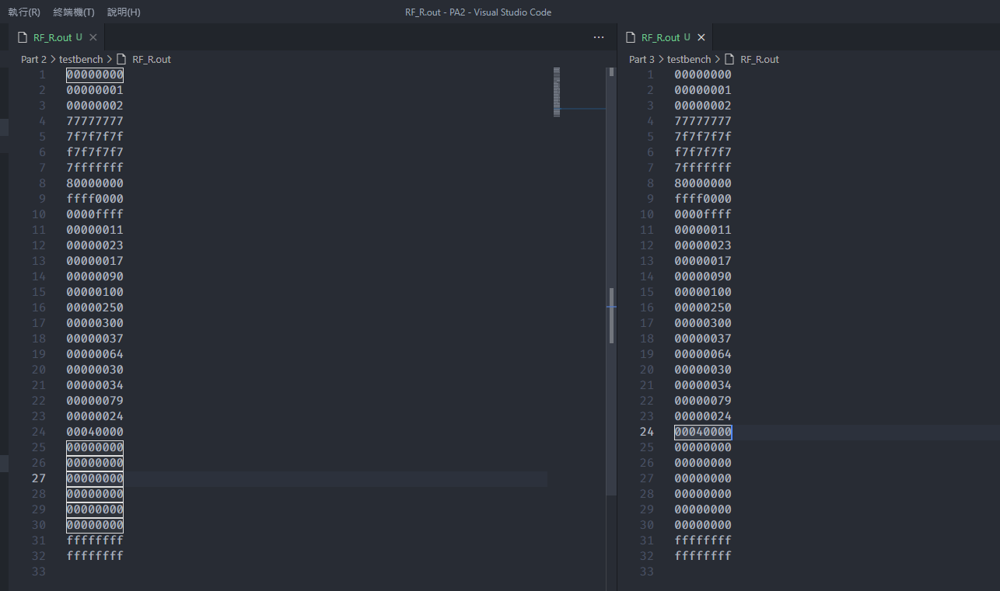 執行(R) 終端機(T) 說明(H) RF_R.out - PA2 - Visual Studio Code
RF_R.out U ×
Part 2 > testbench > RF_R.out
1 00000000
2 00000001
3 00000002
4 77777777
5 7f7f7f7f
6 f7f7f7f7
7 7fffffff
8 80000000
9 ffff0000
10 0000ffff
11 00000011
12 00000023
13 00000017
14 00000090
15 00000100
16 00000250
17 00000300
18 00000037
19 00000064
20 00000030
21 00000034
22 00000079
23 00000024
24 00040000
25 00000000
26 00000000
27 00000000
28 00000000
29 00000000
30 00000000
31 ffffffff
32 ffffffff
33
RF_R.out U ×
Part 3 > testbench > RF_R.out
1 00000000
2 00000001
3 00000002
4 77777777
5 7f7f7f7f
6 f7f7f7f7
7 7fffffff
8 80000000
9 ffff0000
10 0000ffff
11 00000011
12 00000023
13 00000017
14 00000090
15 00000100
16 00000250
17 00000300
18 00000037
19 00000064
20 00000030
21 00000034
22 00000079
23 00000024
24 00040000
25 00000000
26 00000000
27 00000000
28 00000000
29 00000000
30 00000000
31 ffffffff
32 ffffffff
33